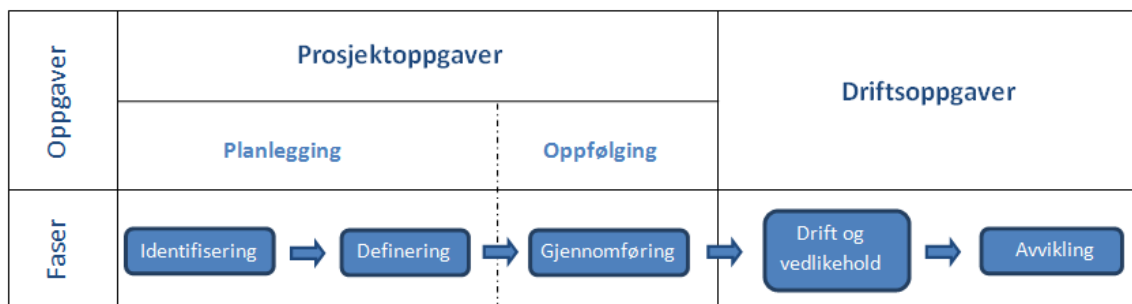 Oppgaver
Prosjektoppgaver
Driftsoppgaver
Planlegging
Oppfølging
Faser
Identifisering
Definering
Gjennomføring
Drift og
vedlikehold
Avvikling